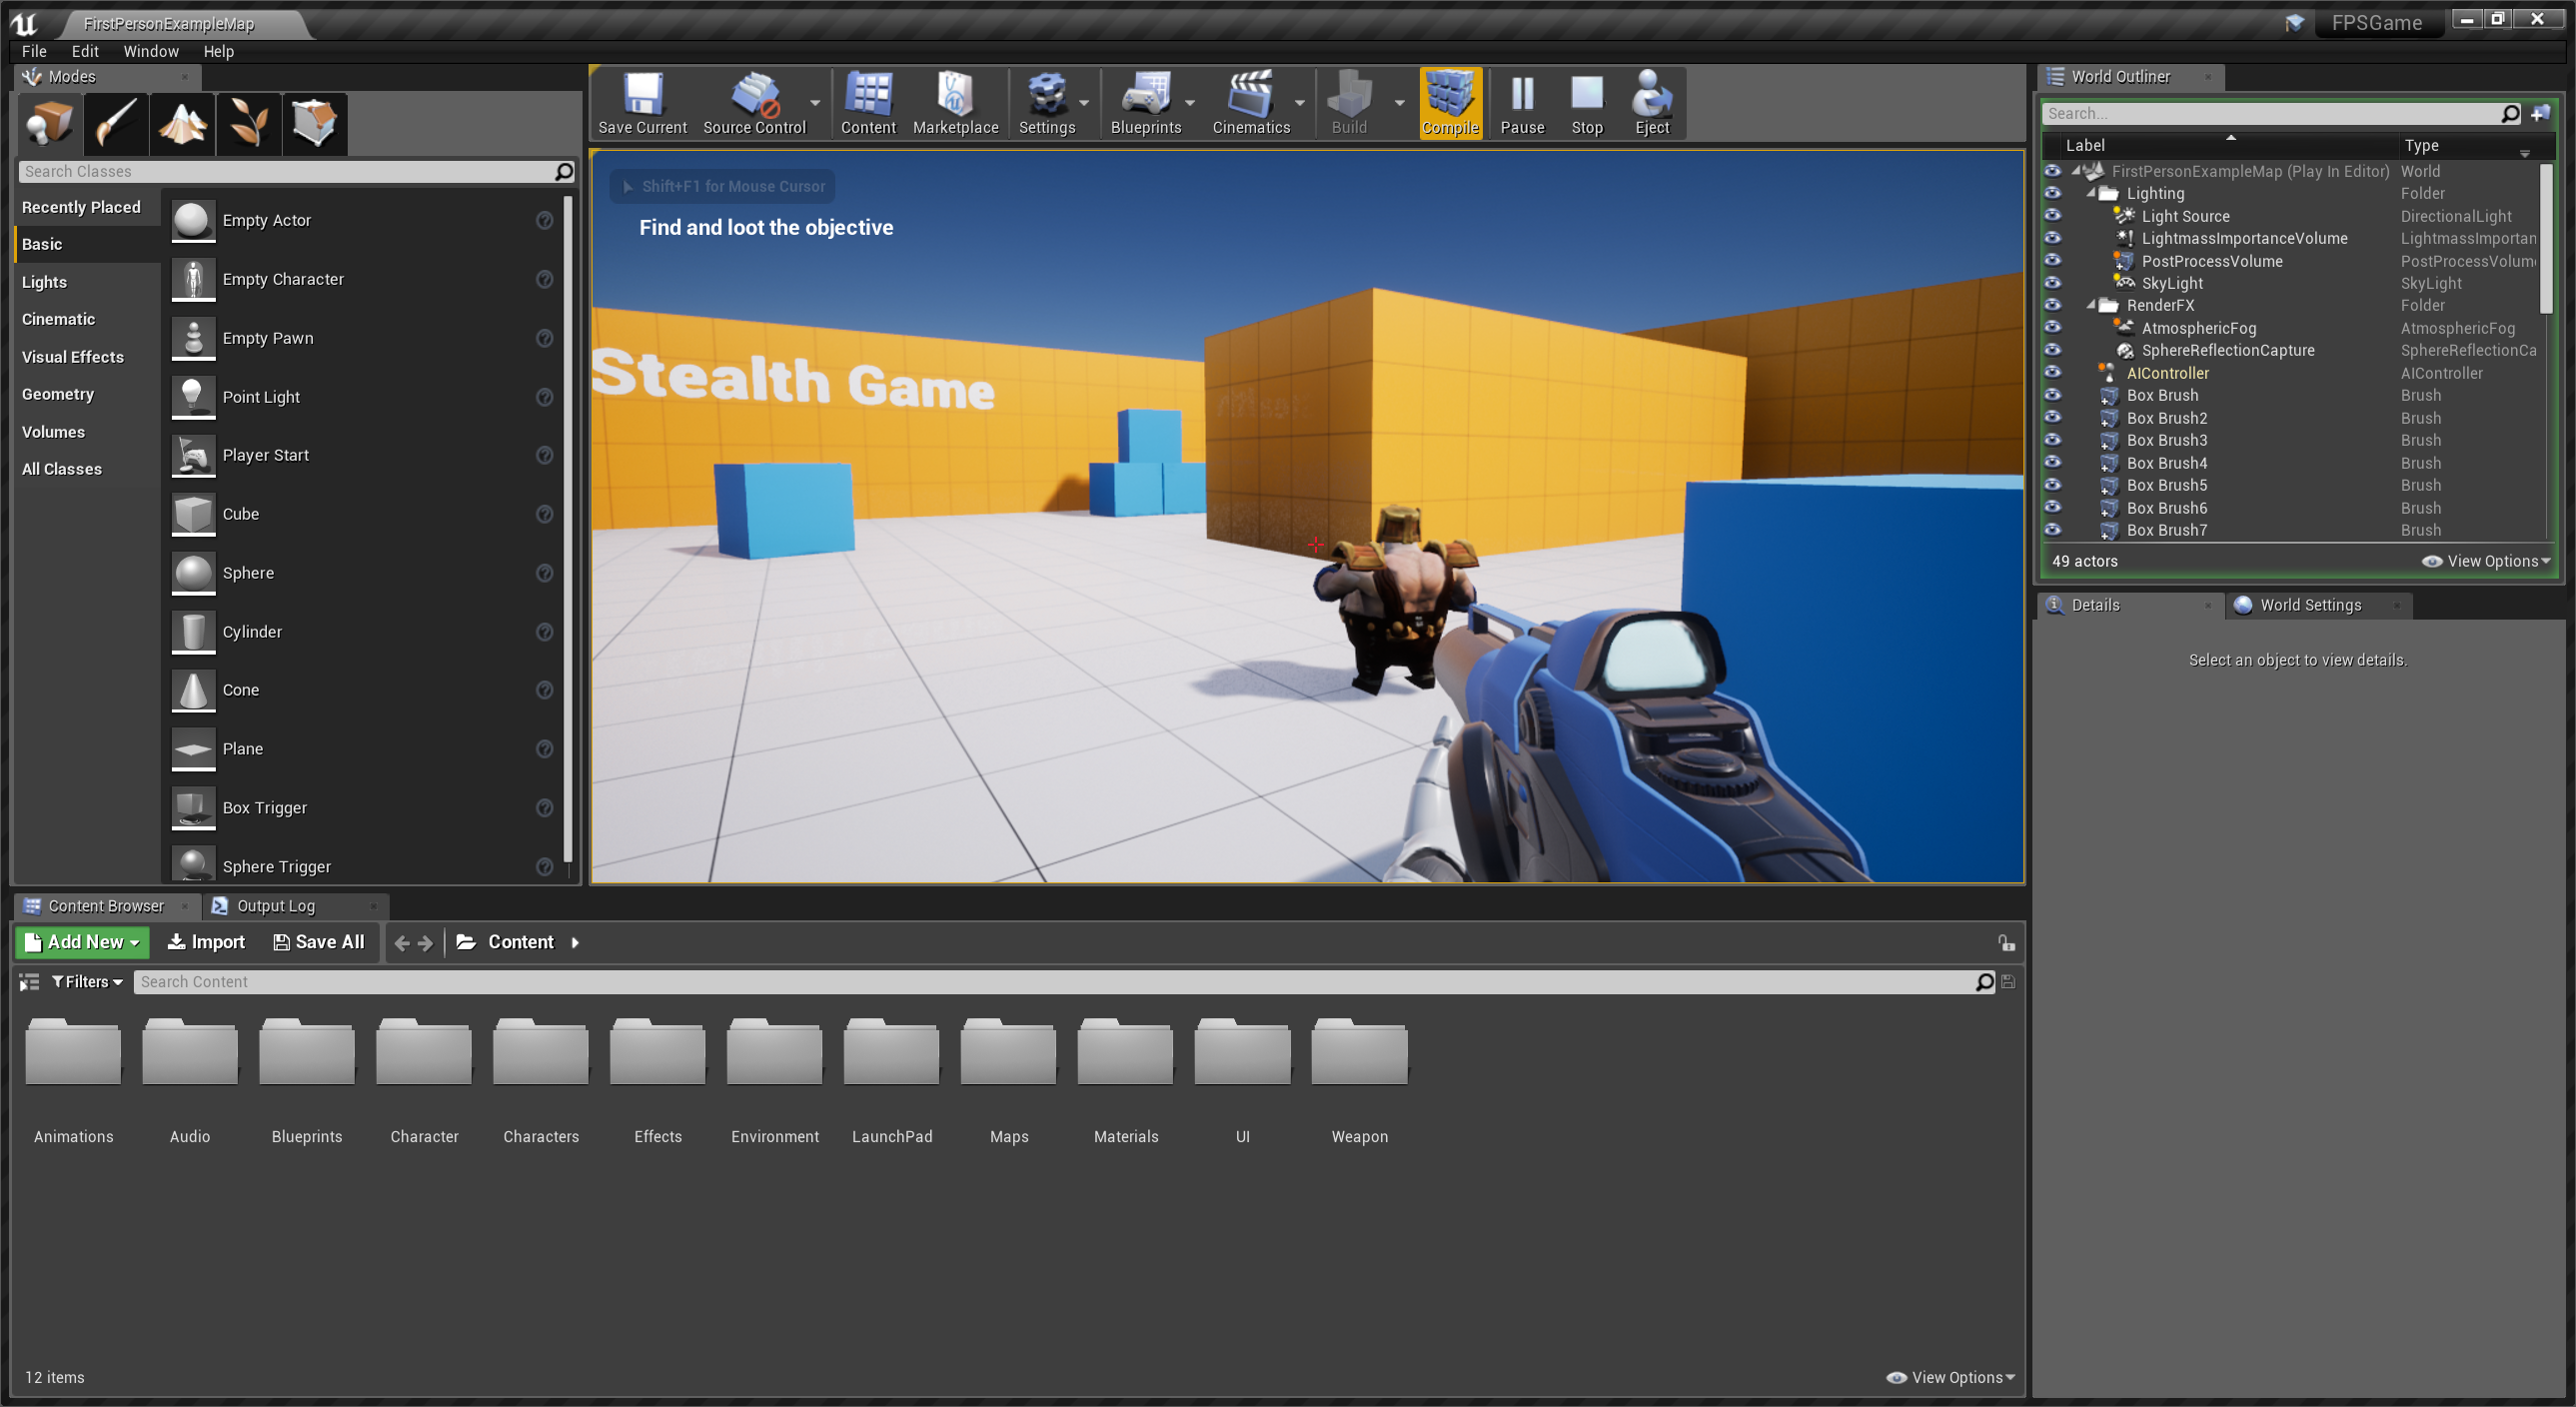 FirstPersonExampleMap
FPSGame
File Edit Window Help
Modes
Search Classes
Recently Placed
Basic
Lights
Cinematic
Visual Effects
Geometry
Volumes
All Classes
Empty Actor
Empty Character
Empty Pawn
Point Light
Player Start
Cube
Sphere
Cylinder
Cone
Plane
Box Trigger
Sphere Trigger
Save Current Source Control Content Marketplace Settings Blueprints Cinematics Build Compile Pause Stop Eject
Shift+F1 for Mouse Cursor
Find and loot the objective
Stealth Game
World Outliner
Search...
Label Type
FirstPersonExampleMap (Play In Editor) World
Lighting Folder
Light Source DirectionalLight
LightmassImportanceVolume LightmassImportan
PostProcessVolume PostProcessVolum
SkyLight SkyLight
RenderFX Folder
AtmosphericFog AtmosphericFog
SphereReflectionCapture SphereReflectionCa
AIController AIController
Box Brush Brush
Box Brush2 Brush
Box Brush3 Brush
Box Brush4 Brush
Box Brush5 Brush
Box Brush6 Brush
Box Brush7 Brush
49 actors View Options
Details World Settings
Select an object to view details.
Content Browser Output Log
Add New Import Save All Content
Filters Search Content
Animations Audio Blueprints Character Characters Effects Environment LaunchPad Maps Materials UI Weapon
12 items View Options